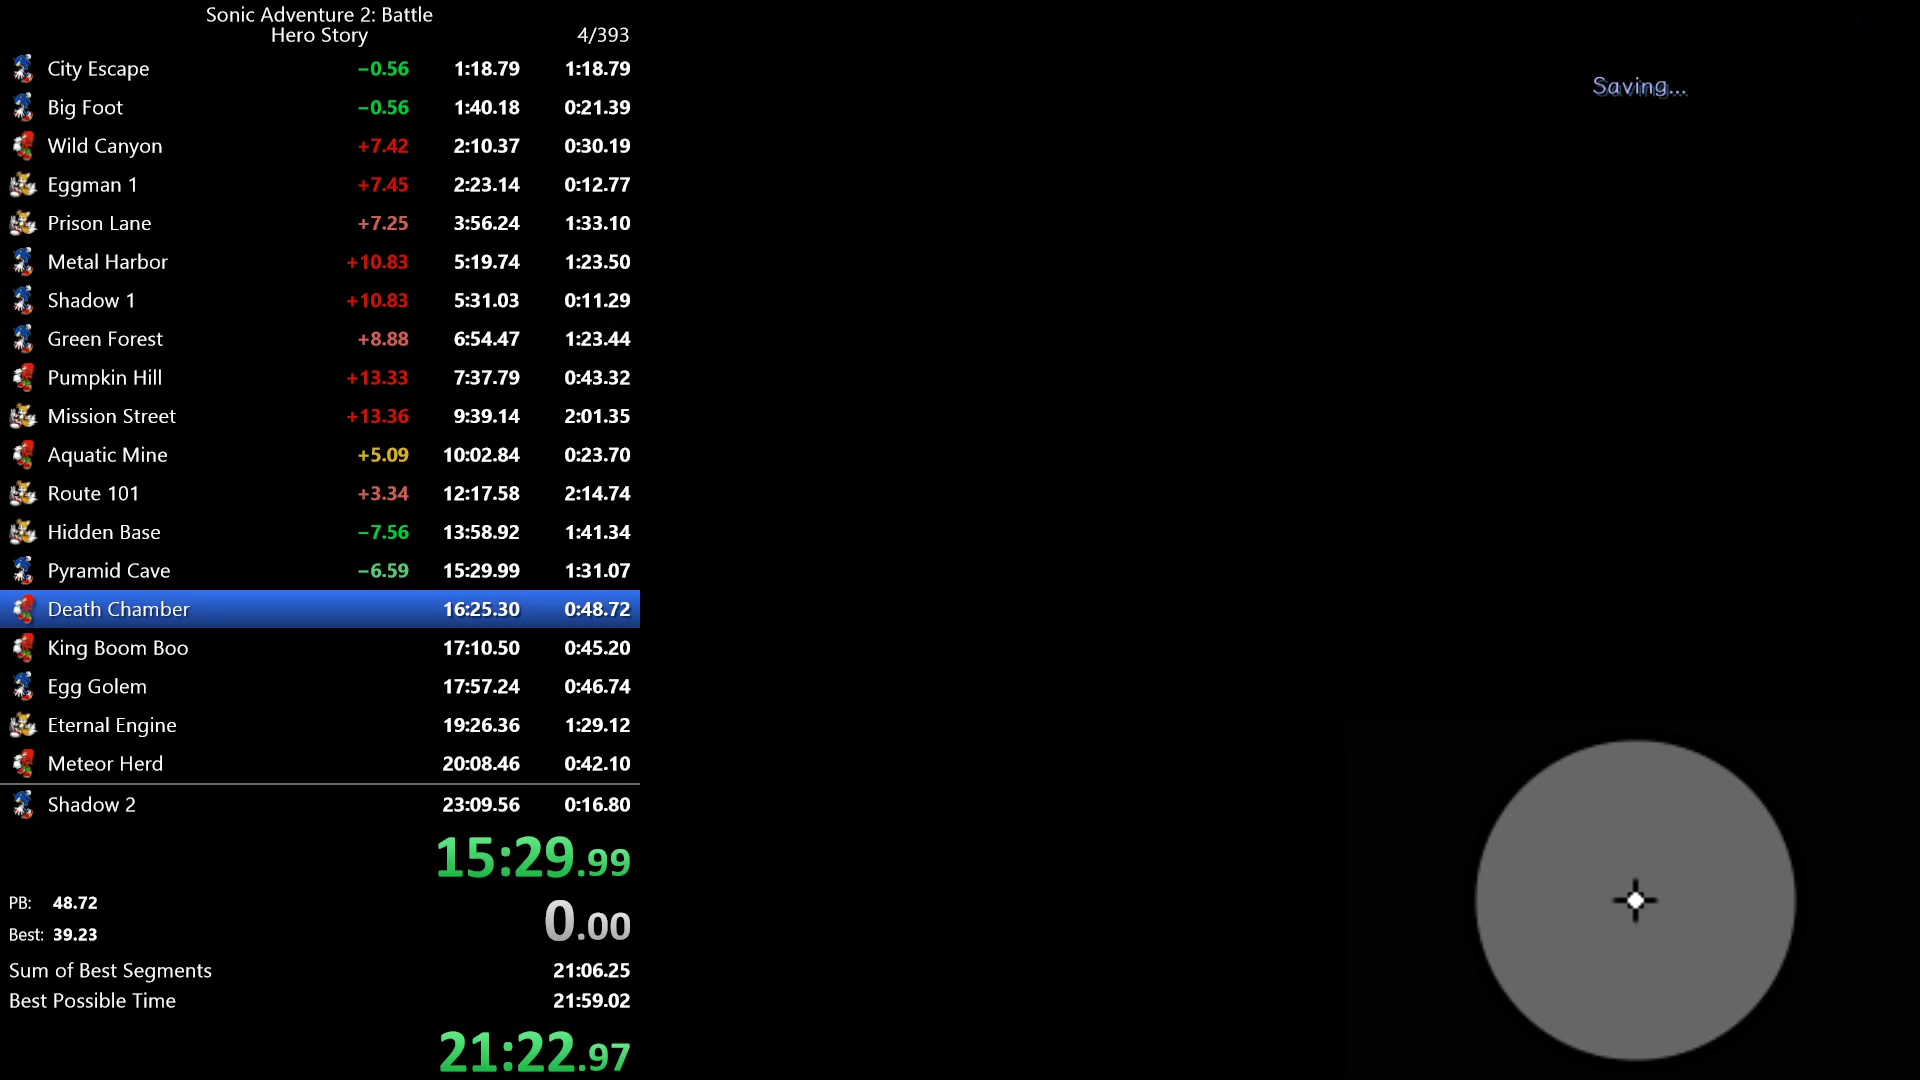 Sonic Adventure 2: Battle
Hero Story 4/393
City Escape −0.56 1:18.79 1:18.79
Big Foot −0.56 1:40.18 0:21.39
Wild Canyon +7.42 2:10.37 0:30.19
Eggman 1 +7.45 2:23.14 0:12.77
Prison Lane +7.25 3:56.24 1:33.10
Metal Harbor +10.83 5:19.74 1:23.50
Shadow 1 +10.83 5:31.03 0:11.29
Green Forest +8.88 6:54.47 1:23.44
Pumpkin Hill +13.33 7:37.79 0:43.32
Mission Street +13.36 9:39.14 2:01.35
Aquatic Mine +5.09 10:02.84 0:23.70
Route 101 +3.34 12:17.58 2:14.74
Hidden Base −7.56 13:58.92 1:41.34
Pyramid Cave −6.59 15:29.99 1:31.07
Death Chamber 16:25.30 0:48.72
King Boom Boo 17:10.50 0:45.20
Egg Golem 17:57.24 0:46.74
Eternal Engine 19:26.36 1:29.12
Meteor Herd 20:08.46 0:42.10
Shadow 2 23:09.56 0:16.80
15:29.99
PB: 48.72
0.00
Best: 39.23
Sum of Best Segments 21:06.25
Best Possible Time 21:59.02
21:22.97
Saving...